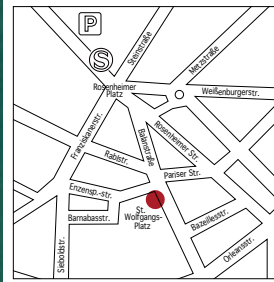 P
S
Steinstraße
Metzstraße
Rosenheimer
Platz
Weißenburgerstr.
Franziskanerstr.
Balanstraße
Rosenheimer Str.
Rablstr.
Pariser Str.
Enzensp.-str.
Barnabasstr.
St.
Wolfgangs-
Platz
Bazeillesstr.
Sieboldstr.
Orleansstr.